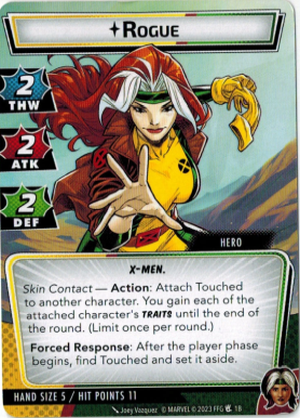 ROGUE
2
THW
2
ATK
2
DEF
HERO
X-MEN.
Skin Contact — Action: Attach Touched
to another character. You gain each of the
attached character's TRAITS until the end of
the round. (Limit once per round.)
Forced Response: After the player phase
begins, find Touched and set it aside.
HAND SIZE 5 / HIT POINTS 11
Joey Vazquez © MARVEL © 2023 FFG 18